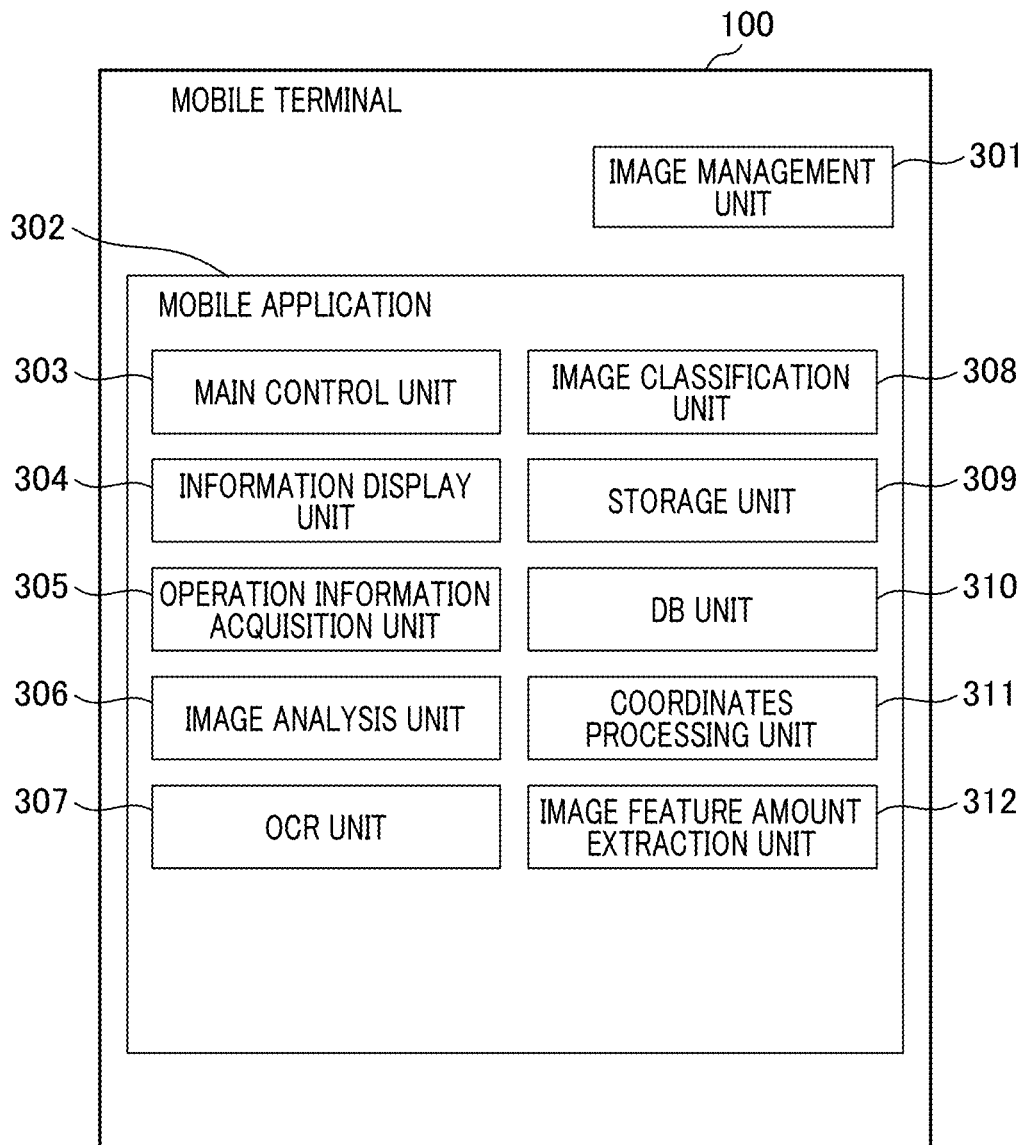 100
MOBILE TERMINAL
301
IMAGE MANAGEMENT
UNIT
302
MOBILE APPLICATION
303
MAIN CONTROL UNIT
308
IMAGE CLASSIFICATION
UNIT
304
INFORMATION DISPLAY
UNIT
309
STORAGE UNIT
305
OPERATION INFORMATION
ACQUISITION UNIT
310
DB UNIT
306
IMAGE ANALYSIS UNIT
311
COORDINATES
PROCESSING UNIT
307
OCR UNIT
312
IMAGE FEATURE AMOUNT
EXTRACTION UNIT